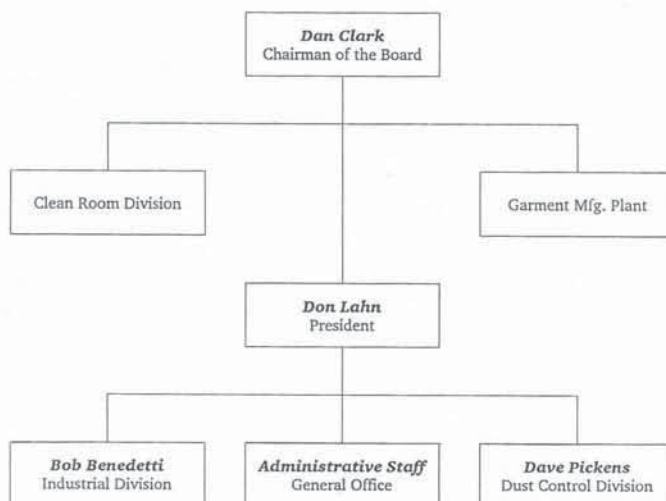 Dan Clark
Chairman of the Board
Clean Room Division
Garment Mfg. Plant
Don Lahn
President
Bob Benedetti
Industrial Division
Administrative Staff
General Office
Dave Pickens
Dust Control Division